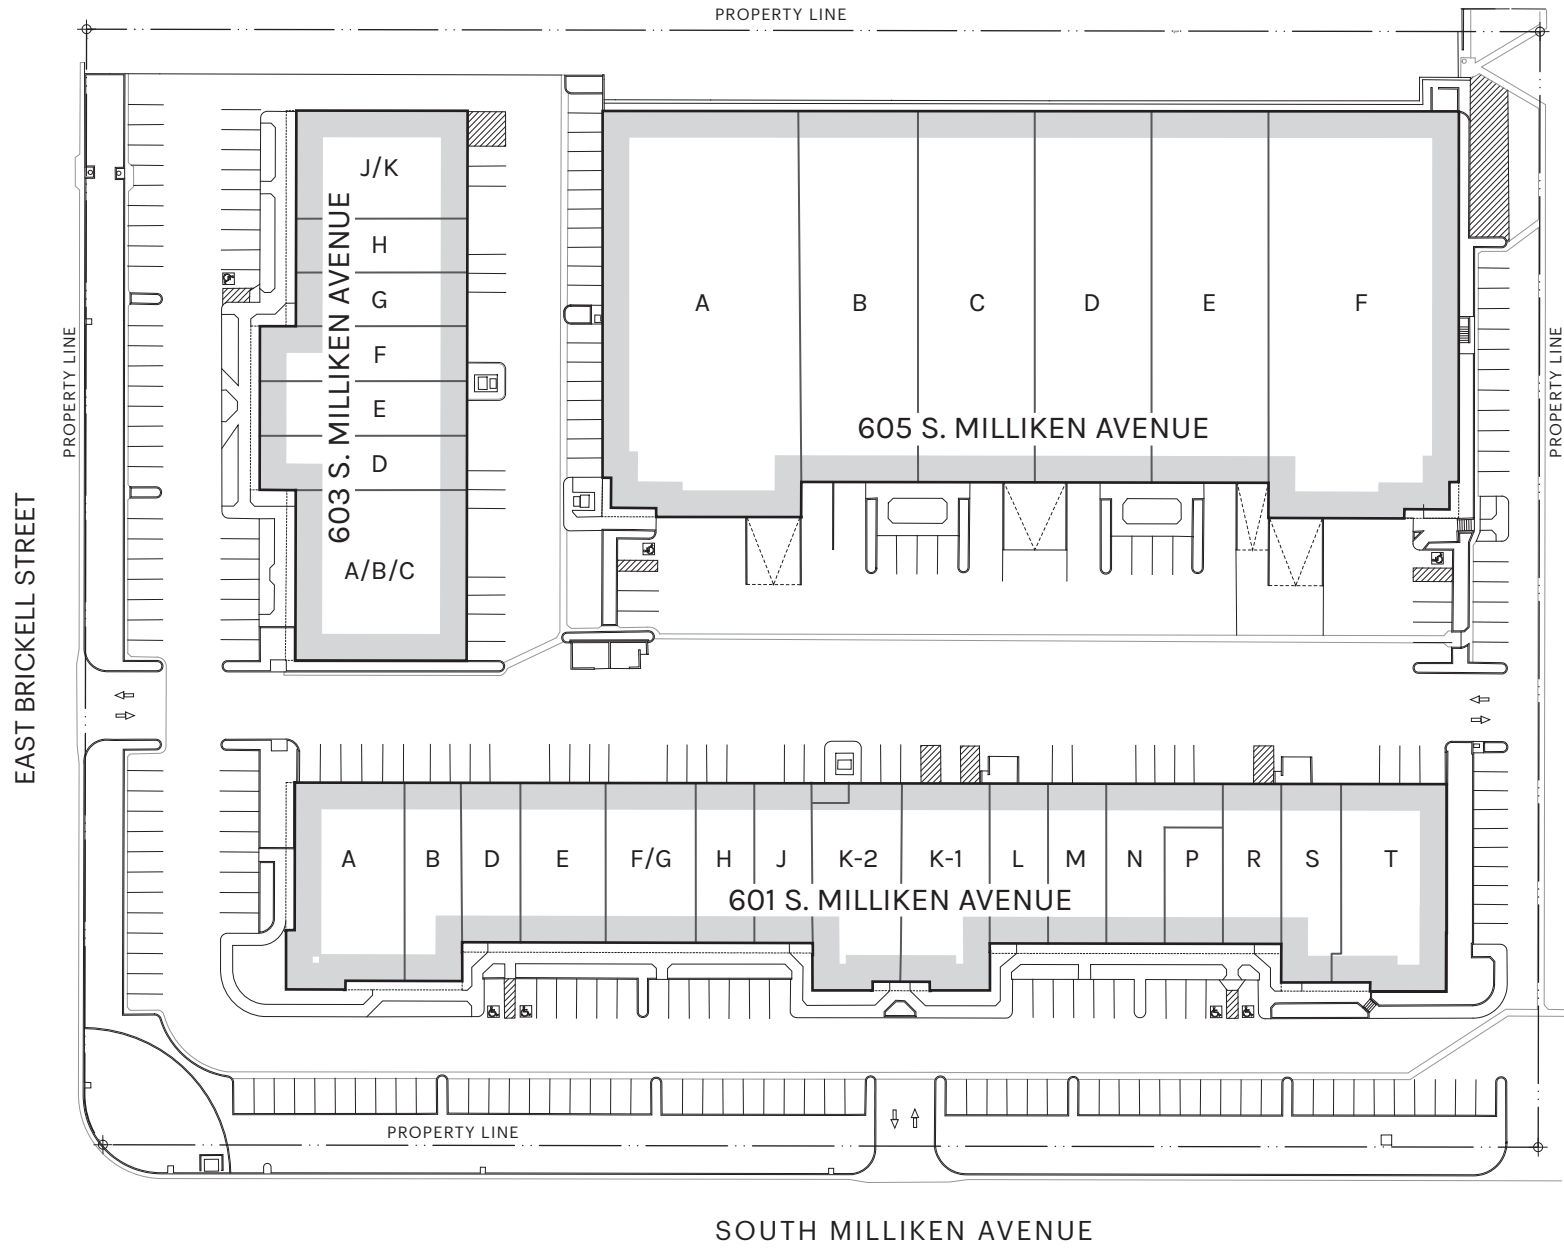 PROPERTY LINE
J/K
H
G
F
E
D
A/B/C
603 S. MILLIKEN AVENUE
A
B
C
D
E
F
605 S. MILLIKEN AVENUE
PROPERTY LINE
PROPERTY LINE
EAST BRICKELL STREET
A
B
D
E
F/G
H
J
K-2
K-1
L
M
N
P
R
S
T
601 S. MILLIKEN AVENUE
PROPERTY LINE
SOUTH MILLIKEN AVENUE